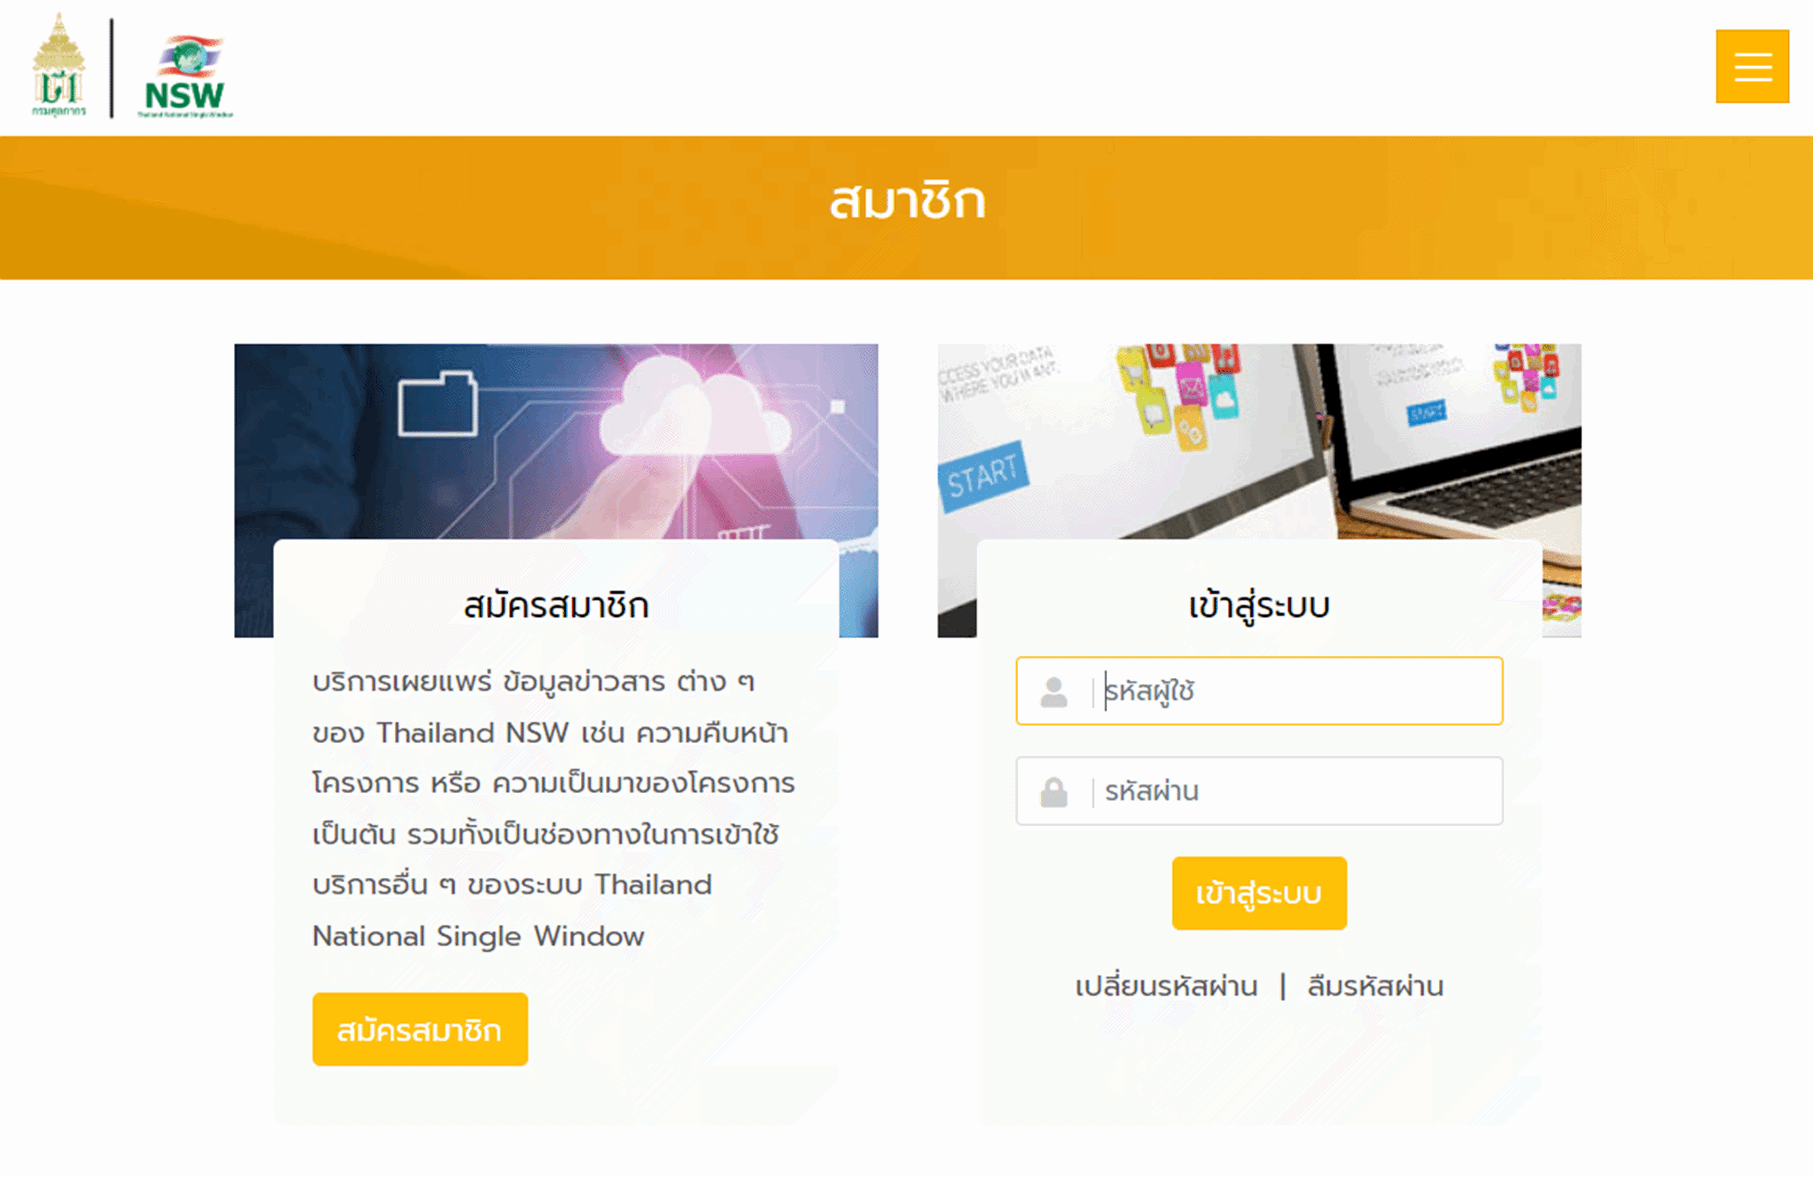 กรมศุลกากร
NSW
Thailand National Single Window
สมาชิก
CCESS YOUR DATA
WHERE YOU WANT.
START
START
สมัครสมาชิก
บริการเผยแพร่ ข้อมูลข่าวสาร ต่าง ๆ
ของ Thailand NSW เช่น ความคืบหน้า
โครงการ หรือ ความเป็นมาของโครงการ
เป็นต้น รวมทั้งเป็นช่องทางในการเข้าใช้
บริการอื่น ๆ ของระบบ Thailand
National Single Window
สมัครสมาชิก
เข้าสู่ระบบ
รหัสผู้ใช้
รหัสผ่าน
เข้าสู่ระบบ
เปลี่ยนรหัสผ่าน | ลืมรหัสผ่าน